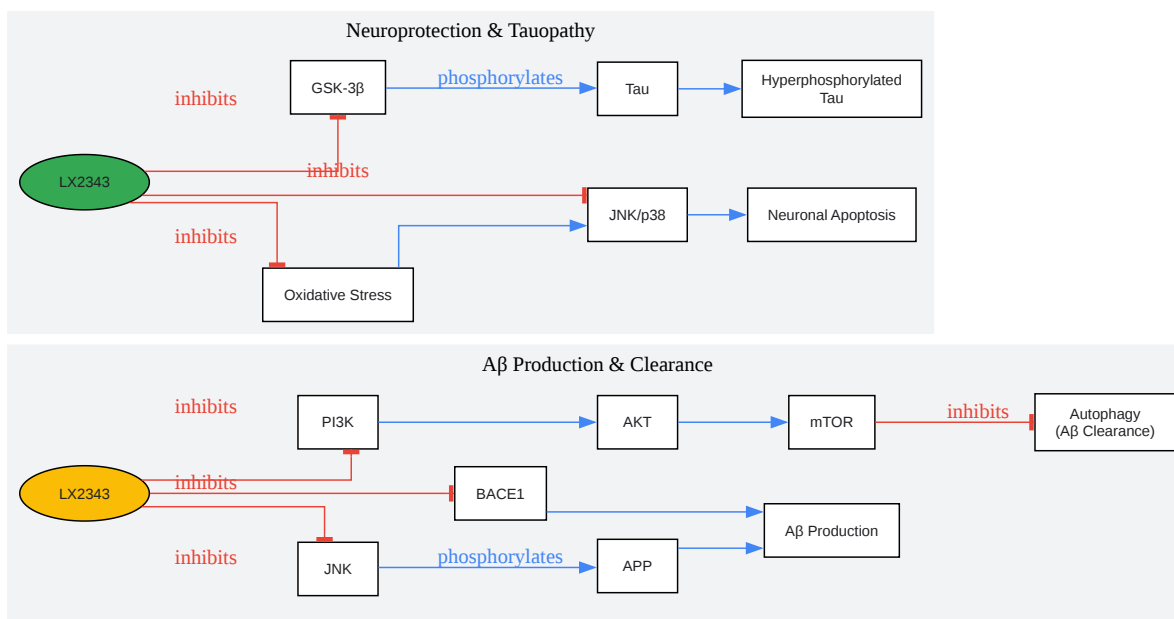 Neuroprotection & Tauopathy
inhibits
GSK-3β
phosphorylates
Tau
Hyperphosphorylated
Tau
inhibits
LX2343
JNK/p38
Neuronal Apoptosis
inhibits
Oxidative Stress
Aβ Production & Clearance
inhibits
PI3K
AKT
mTOR
inhibits
Autophagy
(Aβ Clearance)
inhibits
LX2343
BACE1
Aβ Production
inhibits
JNK
phosphorylates
APP